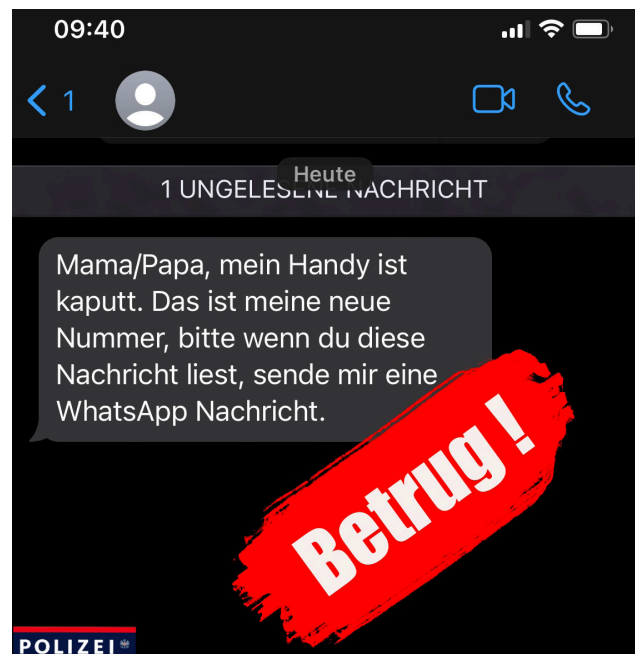 09:40
1
Heute
1 UNGELESENE NACHRICHT
Mama/Papa, mein Handy ist
kaputt. Das ist meine neue
Nummer, bitte wenn du diese
Nachricht liest, sende mir eine
WhatsApp Nachricht.
Betrug!
POLIZEI